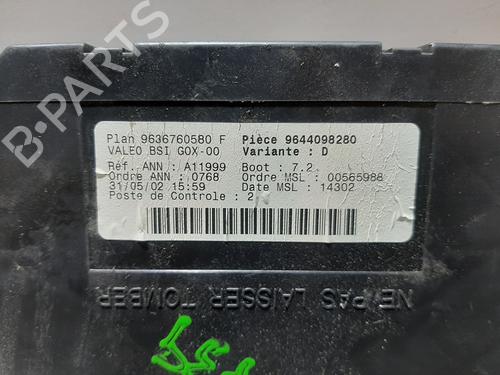 Plan 9636760580 F Pièce 9644098280
VALEO BSI GOX-00 Variante : D
Réf. ANN : A11999 Boot : 7.2
Ordre ANN : 0768 Ordre MSL : 00565988
31/05/02 15:59 Date MSL : 14302
Poste de Controle : 2
NE PAS LAISSER TOMBER
B-PARTS